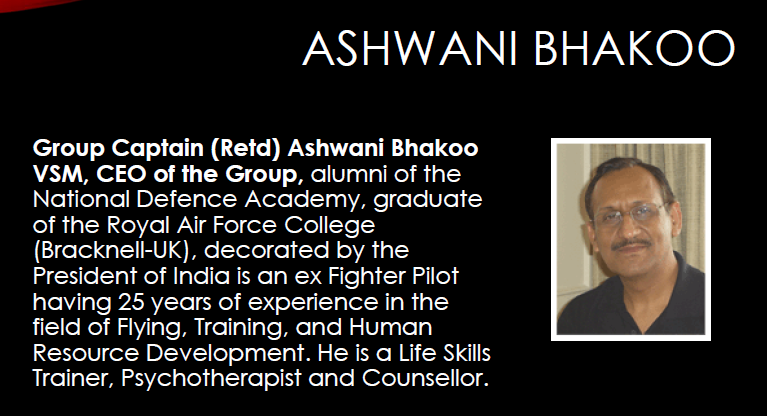 ASHWANI BHAKOO
Group Captain (Retd) Ashwani Bhakoo
VSM, CEO of the Group, alumni of the
National Defence Academy, graduate
of the Royal Air Force College
(Bracknell-UK), decorated by the
President of India is an ex Fighter Pilot
having 25 years of experience in the
field of Flying, Training, and Human
Resource Development. He is a Life Skills
Trainer, Psychotherapist and Counsellor.